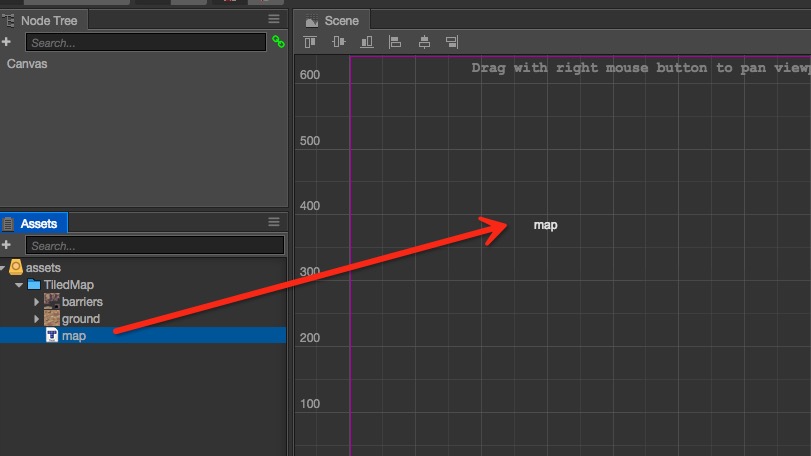 Node Tree
Search...
Canvas
Assets
Search...
assets
TiledMap
barriers
ground
map
Scene
Drag with right mouse button to pan view
600
500
400
map
300
200
100